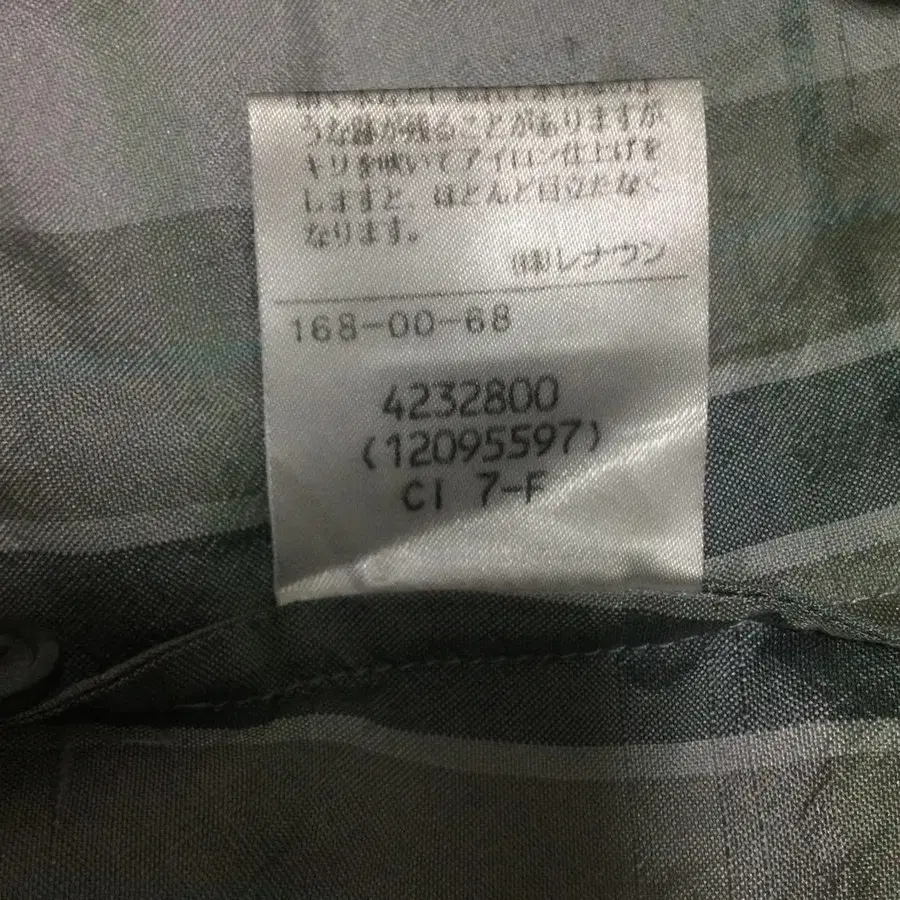 うな跡が残ることがありますが
キリを吹いてアイロン仕上げを
しますと、ほとんど目立たなく
なります。
(株)レナウン
168-00-68
4232800
(12095597)
CI 7-F